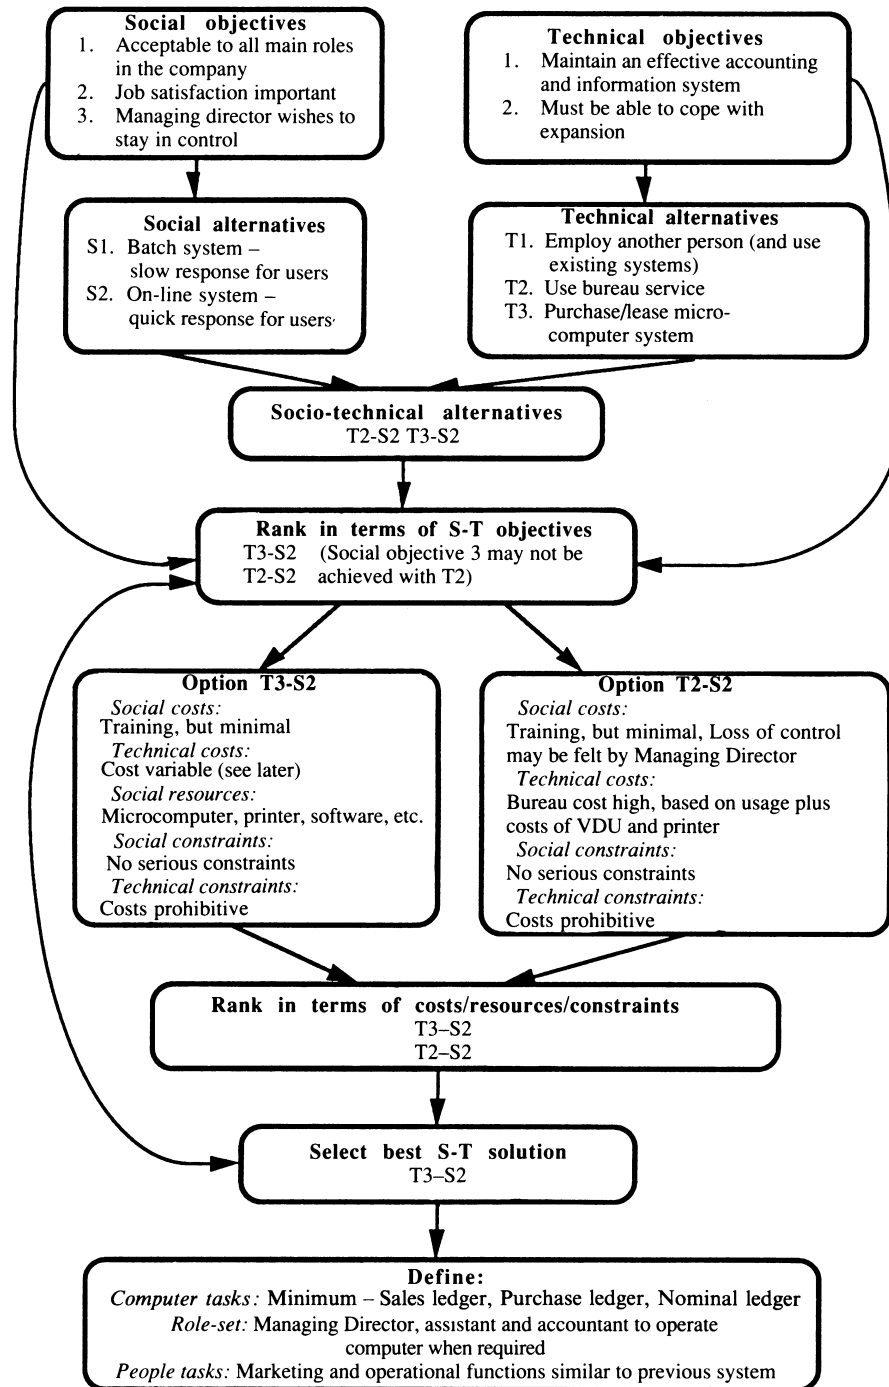 Social objectives
1. Acceptable to all main roles
in the company
2. Job satisfaction important
3. Managing director wishes to
stay in control
Technical objectives
1. Maintain an effective accounting
and information system
2. Must be able to cope with
expansion
Social alternatives
S1. Batch system –
slow response for users
S2. On-line system –
quick response for users
Technical alternatives
T1. Employ another person (and use
existing systems)
T2. Use bureau service
T3. Purchase/lease micro-
computer system
Socio-technical alternatives
T2-S2 T3-S2
Rank in terms of S-T objectives
T3-S2 (Social objective 3 may not be
T2-S2 achieved with T2)
Option T3-S2
Social costs:
Training, but minimal
Technical costs:
Cost variable (see later)
Social resources:
Microcomputer, printer, software, etc.
Social constraints:
No serious constraints
Technical constraints:
Costs prohibitive
Option T2-S2
Social costs:
Training, but minimal, Loss of control
may be felt by Managing Director
Technical costs:
Bureau cost high, based on usage plus
costs of VDU and printer
Social constraints:
No serious constraints
Technical constraints:
Costs prohibitive
Rank in terms of costs/resources/constraints
T3–S2
T2–S2
Select best S-T solution
T3–S2
Define:
Computer tasks: Minimum – Sales ledger, Purchase ledger, Nominal ledger
Role-set: Managing Director, assistant and accountant to operate
computer when required
People tasks: Marketing and operational functions similar to previous system